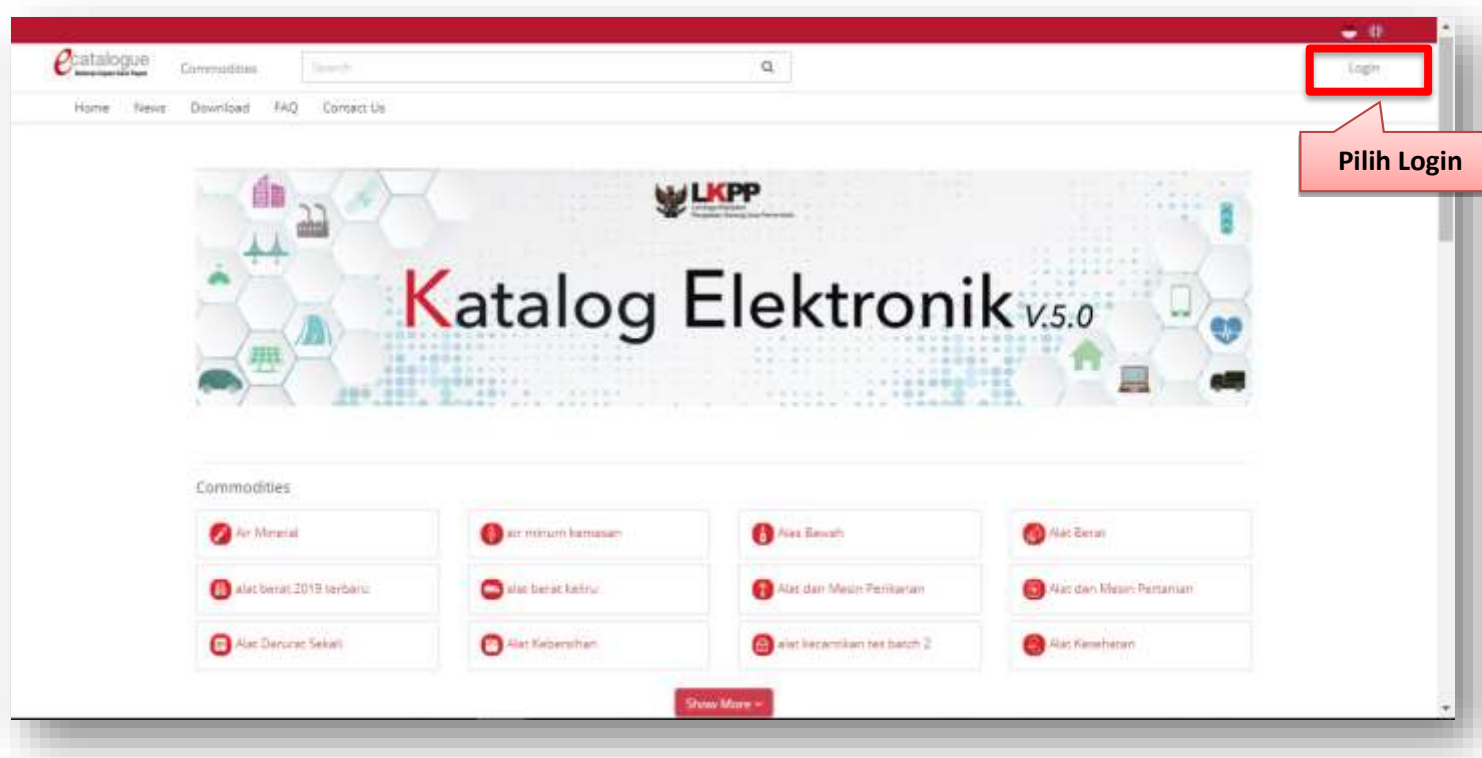 ecatalogue
Commodities
Search
Login
Home News Download FAQ Contact Us
Pilih Login
LKPP
Katalog Elektronik v.5.0
Commodities
Air Mineral
air minum kemasan
Alas Bawah
Alat Berat
alat berat 2019 terbaru
alat berat ketiru
Alat dan Mesin Perikanan
Alat dan Mesin Pertanian
Alat Darurat Sekali
Alat Kebersihan
alat kecantikan tes batch 2
Alat Kesehatan
Show More